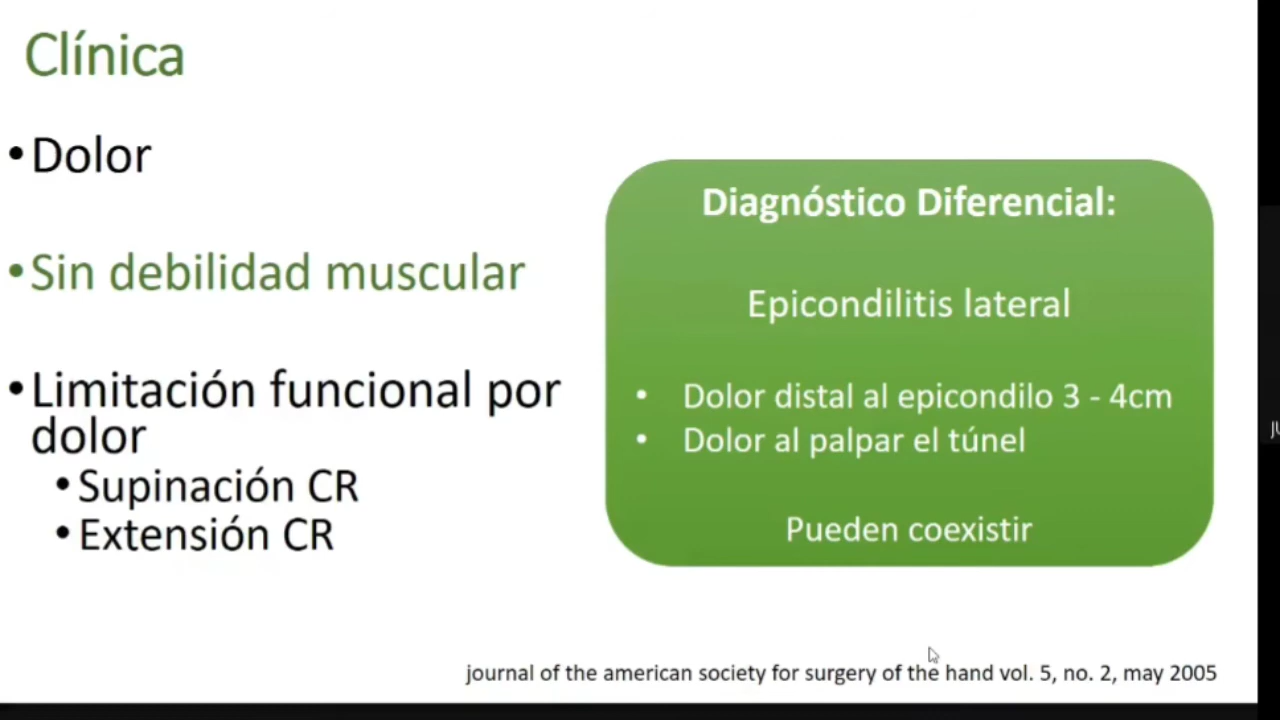 Clínica
•Dolor
•Sin debilidad muscular
•Limitación funcional por
dolor
•Supinación CR
•Extensión CR
Diagnóstico Diferencial:
Epicondilitis lateral
• Dolor distal al epicondilo 3 - 4cm
• Dolor al palpar el túnel
Pueden coexistir
journal of the american society for surgery of the hand vol. 5, no. 2, may 2005